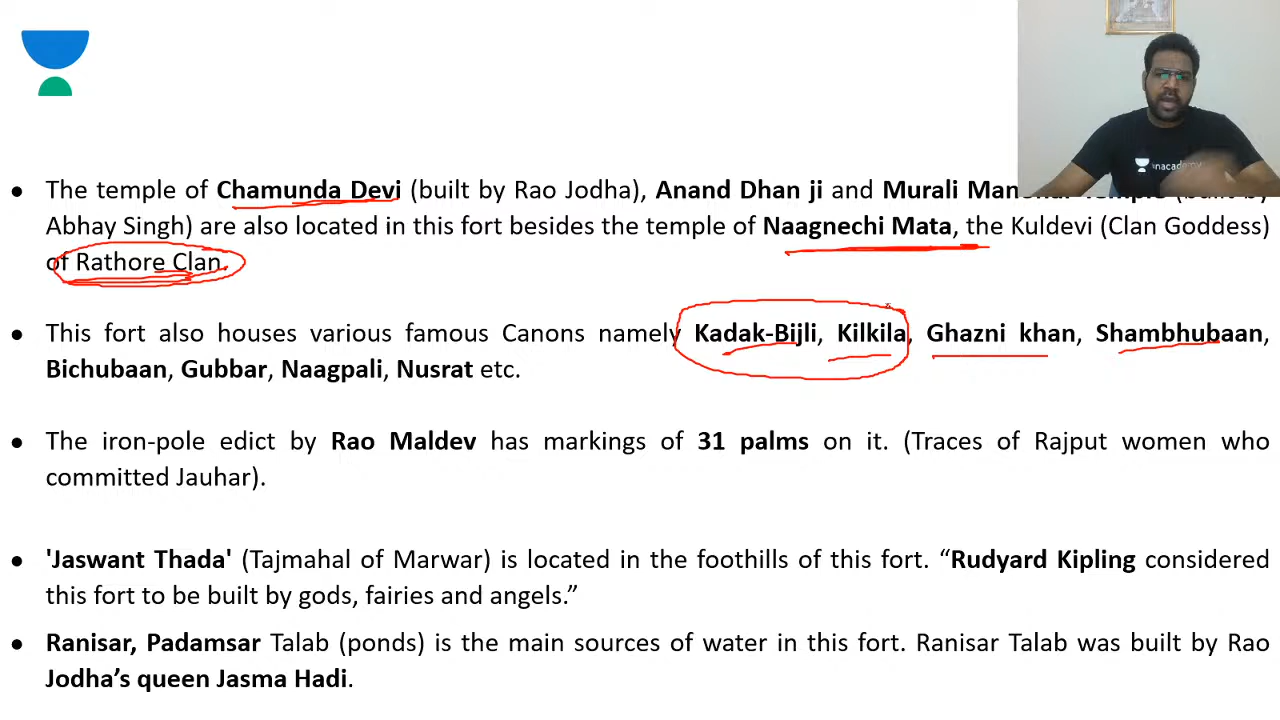 ● The temple of Chamunda Devi (built by Rao Jodha), Anand Dhan ji and Murali
Abhay Singh) are also located in this fort besides the temple of Naagnechi Mata, the Kuldevi (Clan Goddess)
of Rathore Clan.
● This fort also houses various famous Canons namely Kadak-Bijli, Kilkila, Ghazni khan, Shambhubaan,
Bichubaan, Gubbar, Naagpali, Nusrat etc.
● The iron-pole edict by Rao Maldev has markings of 31 palms on it. (Traces of Rajput women who
committed Jauhar).
● 'Jaswant Thada' (Tajmahal of Marwar) is located in the foothills of this fort. “Rudyard Kipling considered
this fort to be built by gods, fairies and angels.”
● Ranisar, Padamsar Talab (ponds) is the main sources of water in this fort. Ranisar Talab was built by Rao
Jodha’s queen Jasma Hadi.